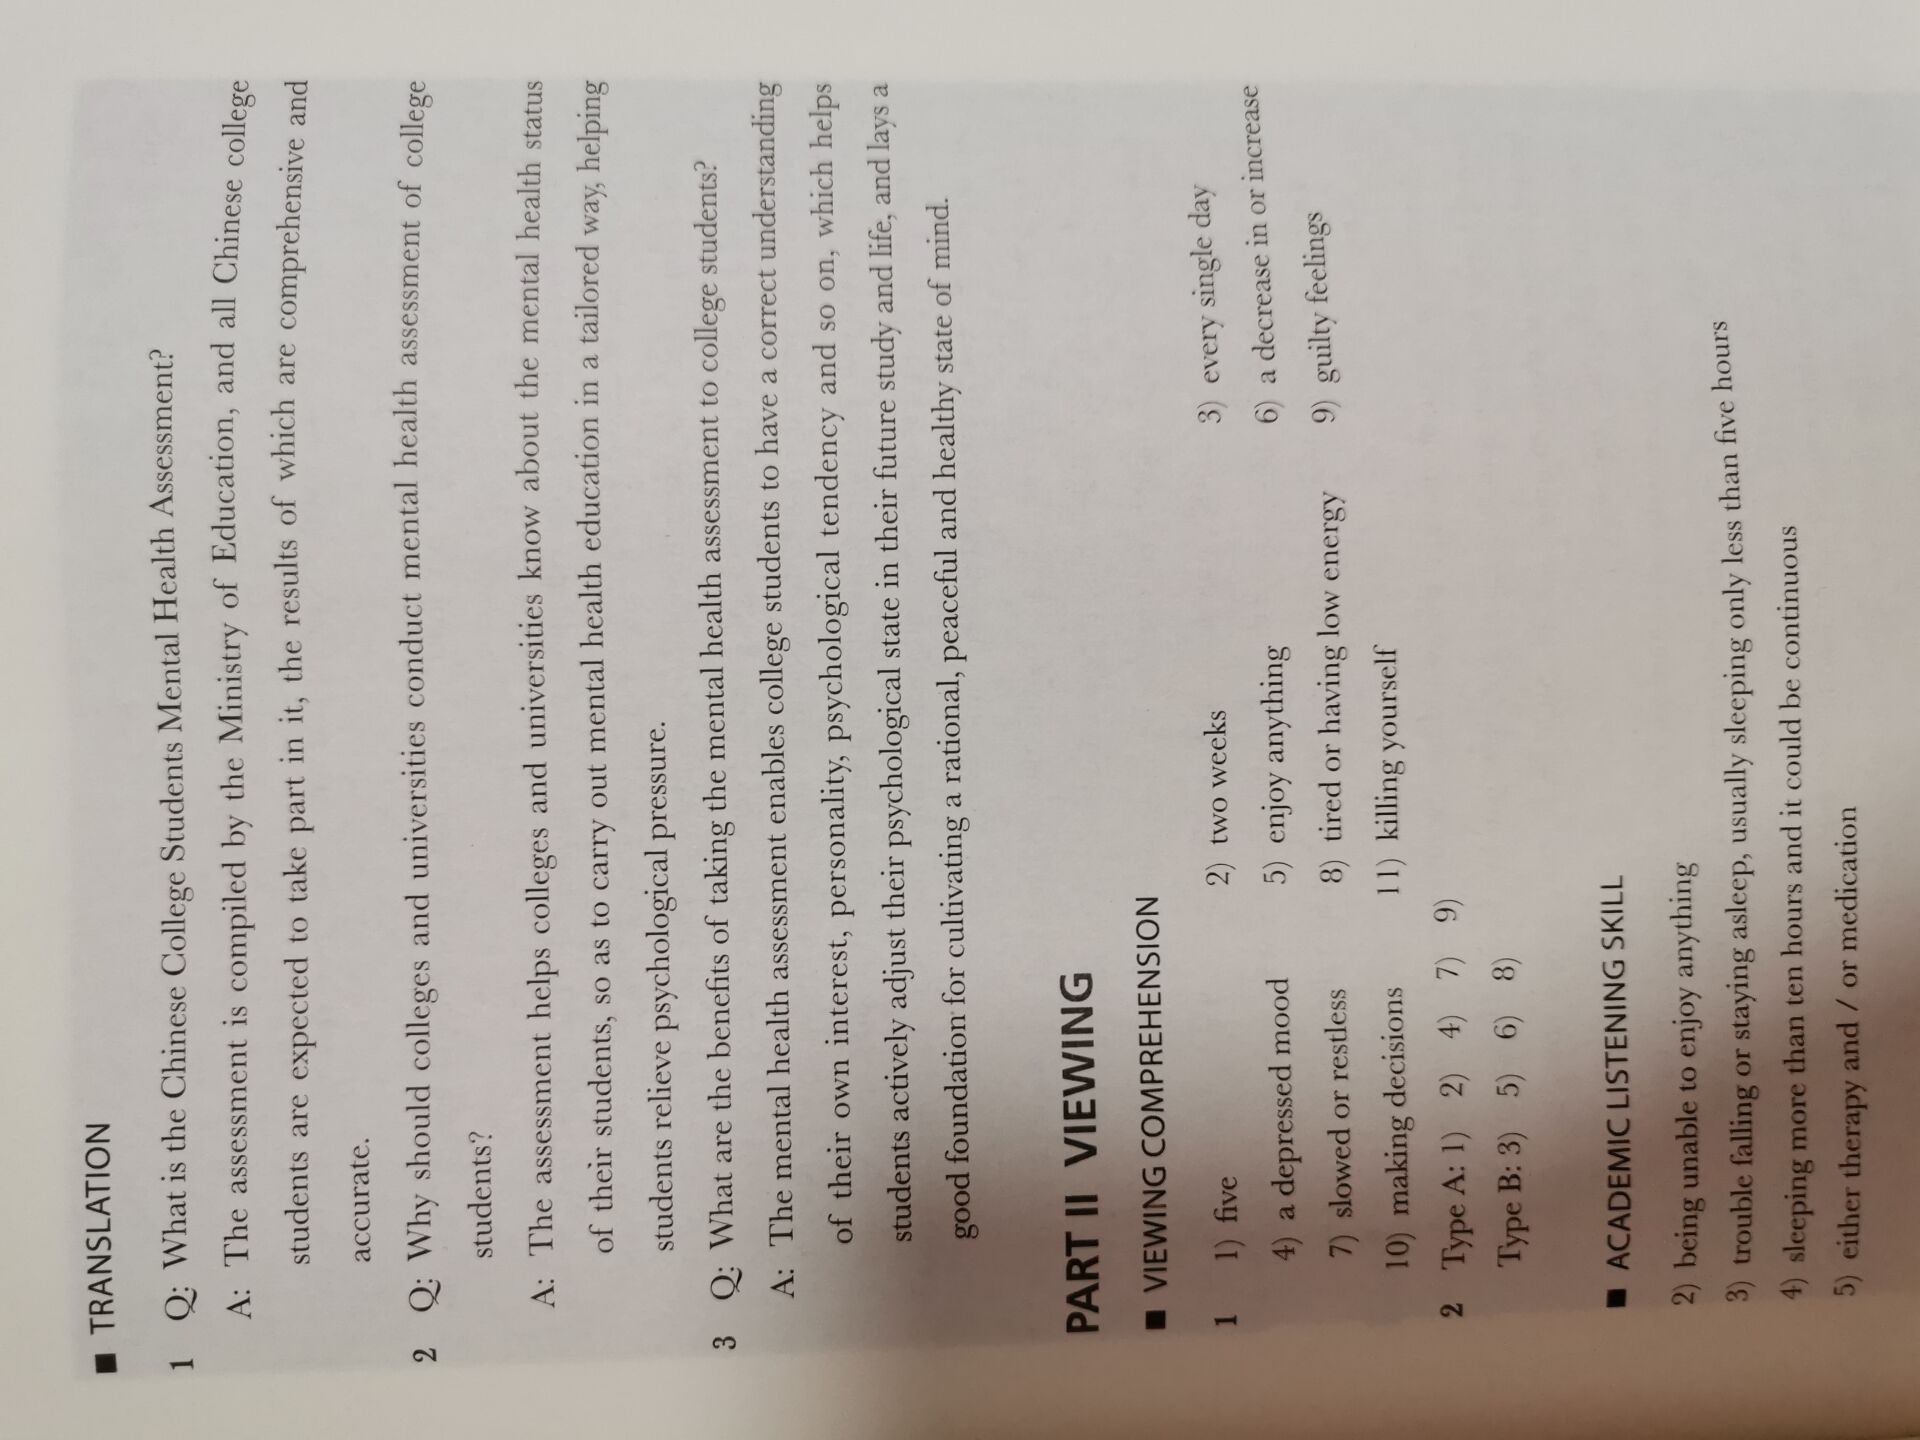 ■ TRANSLATION
1 Q: What is the Chinese College Students Mental Health Assessment?
A: The assessment is compiled by the Ministry of Education, and all Chinese college
students are expected to take part in it, the results of which are comprehensive and
accurate.
2 Q: Why should colleges and universities conduct mental health assessment of college
students?
A: The assessment helps colleges and universities know about the mental health status
of their students, so as to carry out mental health education in a tailored way, helping
students relieve psychological pressure.
3 Q: What are the benefits of taking the mental health assessment to college students?
A: The mental health assessment enables college students to have a correct understanding
of their own interest, personality, psychological tendency and so on, which helps
students actively adjust their psychological state in their future study and life, and lays a
good foundation for cultivating a rational, peaceful and healthy state of mind.
PART II VIEWING
■ VIEWING COMPREHENSION
1 1) five 2) two weeks 3) every single day
4) a depressed mood 5) enjoy anything 6) a decrease in or increase
7) slowed or restless 8) tired or having low energy 9) guilty feelings
10) making decisions 11) killing yourself
2 Type A: 1) 2) 4) 7) 9)
Type B: 3) 5) 6) 8)
■ ACADEMIC LISTENING SKILL
2) being unable to enjoy anything
3) trouble falling or staying asleep, usually sleeping only less than five hours
4) sleeping more than ten hours and it could be continuous
5) either therapy and / or medication